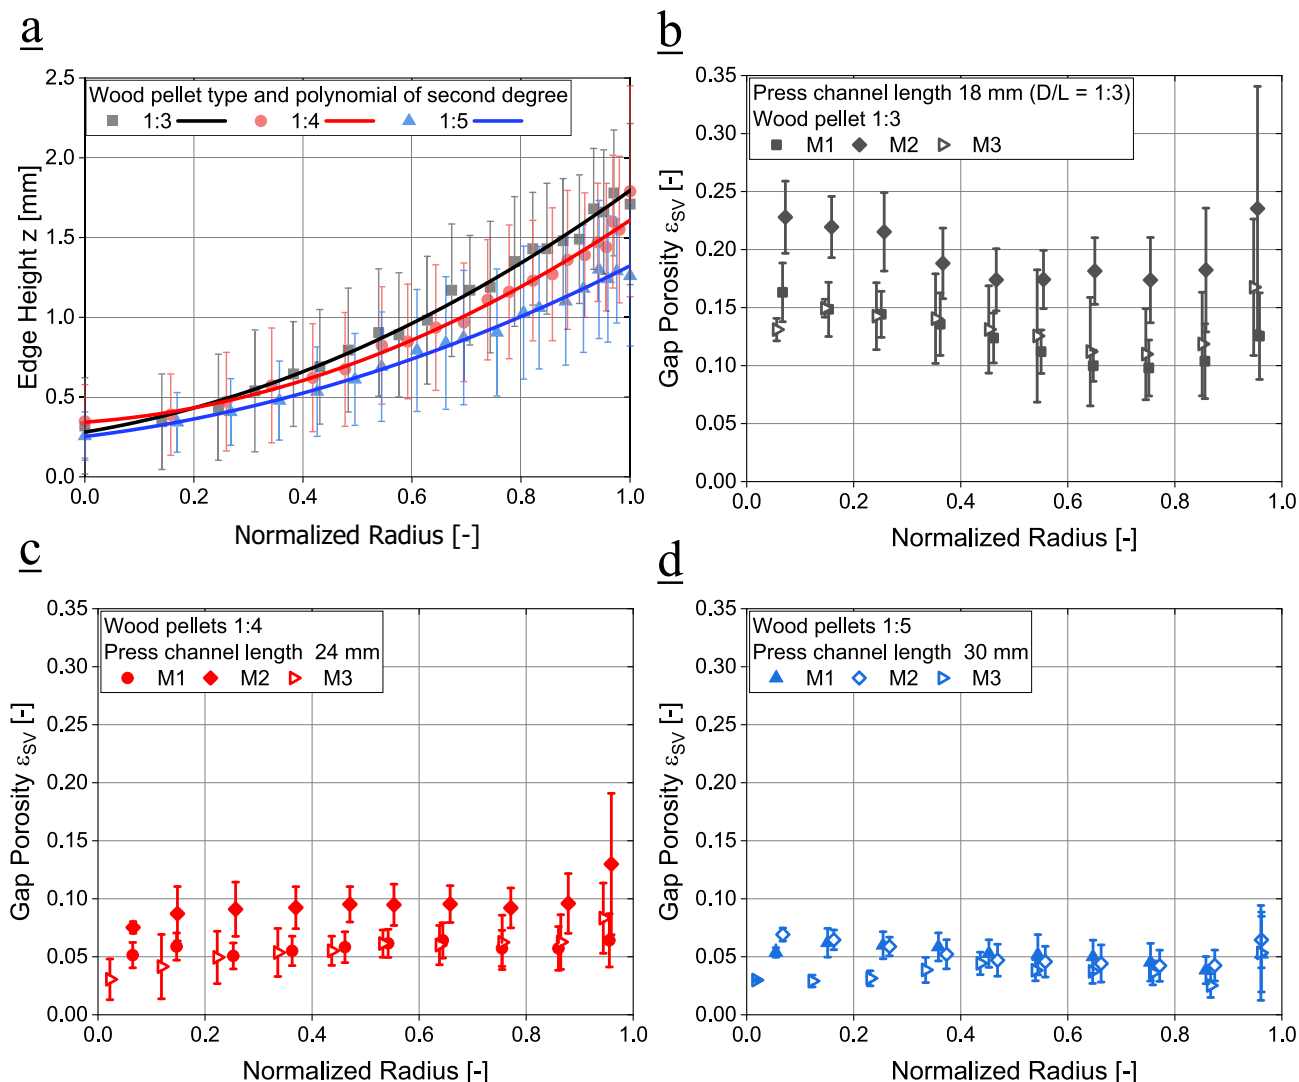 a
Wood pellet type and polynomial of second degree
1:3 1:4 1:5
2.5
2.0
1.5
1.0
0.5
0.0
Edge Height z [mm]
0.0 0.2 0.4 0.6 0.8 1.0
Normalized Radius [-]
b
Press channel length 18 mm (D/L = 1:3)
Wood pellet 1:3
M1 M2 M3
0.35
0.30
0.25
0.20
0.15
0.10
0.05
0.00
Gap Porosity ε_SV [-]
0.0 0.2 0.4 0.6 0.8 1.0
Normalized Radius [-]
c
Wood pellets 1:4
Press channel length 24 mm
M1 M2 M3
0.35
0.30
0.25
0.20
0.15
0.10
0.05
0.00
Gap Porosity ε_SV [-]
0.0 0.2 0.4 0.6 0.8 1.0
Normalized Radius [-]
d
Wood pellets 1:5
Press channel length 30 mm
M1 M2 M3
0.35
0.30
0.25
0.20
0.15
0.10
0.05
0.00
Gap Porosity ε_SV [-]
0.0 0.2 0.4 0.6 0.8 1.0
Normalized Radius [-]